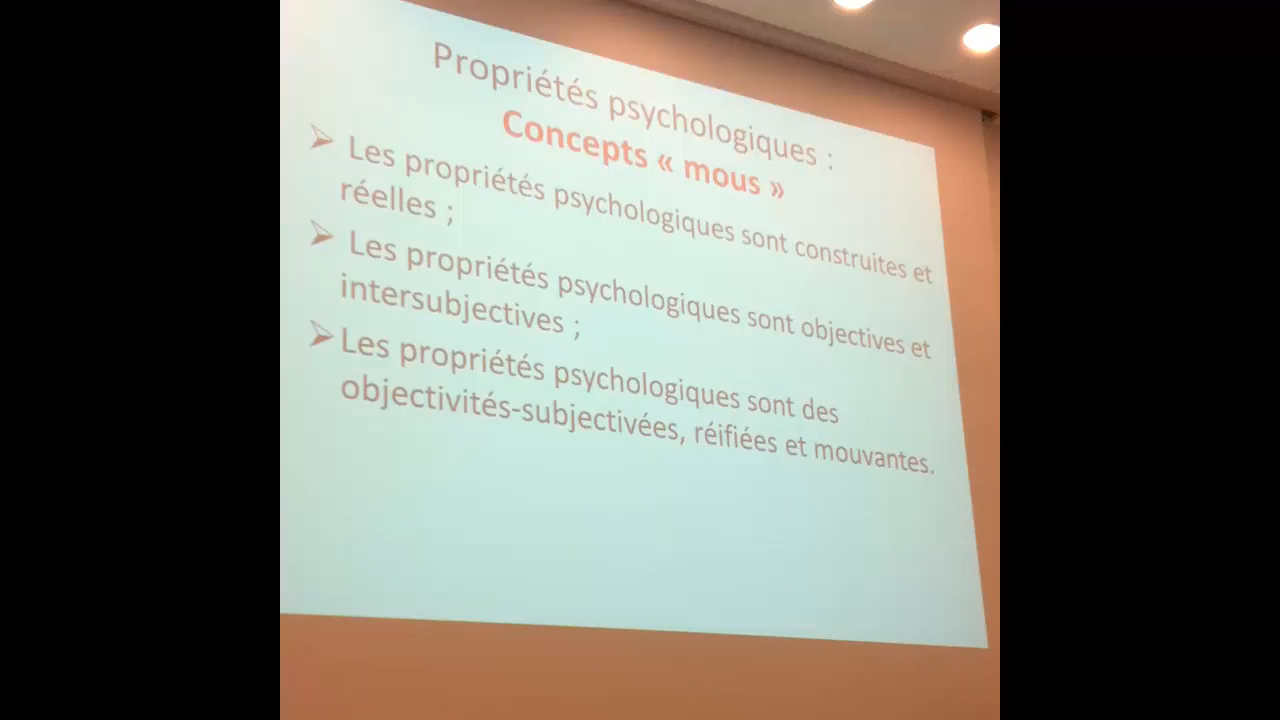 Propriétés psychologiques :
Concepts « mous »
➢ Les propriétés psychologiques sont construites et
réelles ;
➢ Les propriétés psychologiques sont objectives et
intersubjectives ;
➢ Les propriétés psychologiques sont des
objectivités-subjectivées, réifiées et mouvantes.